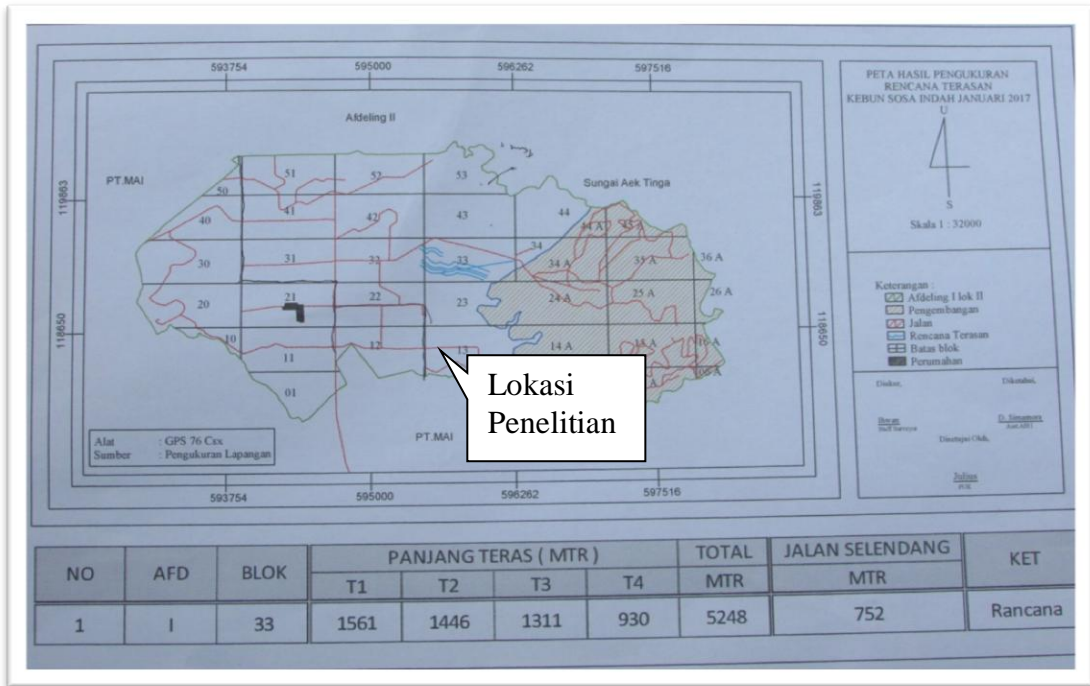 593754 595000 596262 597516
PETA HASIL PENGUKURAN
RENCANA TERASAN
KEBUN SOSA INDAH JANUARI 2017
U
S
Skala 1 : 32000
Afdeling II
PT.MAI
Sungai Aek Tinga
119863
119863
118650
118650
51 52 53
50
40 41 42 43 44 44 A
30 31 32 33 34 34 A 35 A 36 A
20 21 22 23 24 A 25 A 26 A
10 11 12 13 14 A
01
Lokasi
Penelitian
PT.MAI
Alat : GPS 76 Csx
Sumber : Pengukuran Lapangan
593754 595000 596262 597516
Keterangan :
Afdeling I lok II
Pengembangan
Jalan
Rencana Terasan
Batas blok
Perumahan
Diketahui,
Disetujui Oleh,
Julius
NO AFD BLOK PANJANG TERAS ( MTR ) TOTAL JALAN SELENDANG KET
T1 T2 T3 T4 MTR MTR
1 I 33 1561 1446 1311 930 5248 752 Rancana